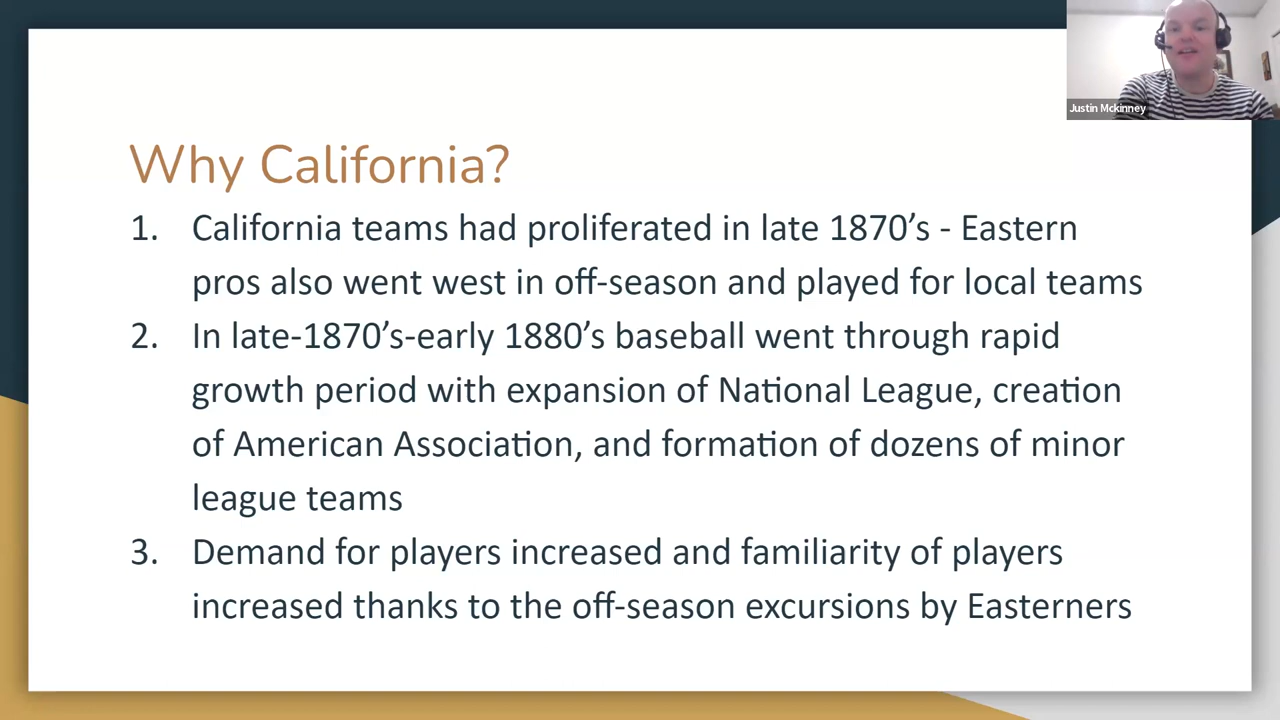 Justin Mckinney
Why California?
1. California teams had proliferated in late 1870’s - Eastern
pros also went west in off-season and played for local teams
2. In late-1870’s-early 1880’s baseball went through rapid
growth period with expansion of National League, creation
of American Association, and formation of dozens of minor
league teams
3. Demand for players increased and familiarity of players
increased thanks to the off-season excursions by Easterners